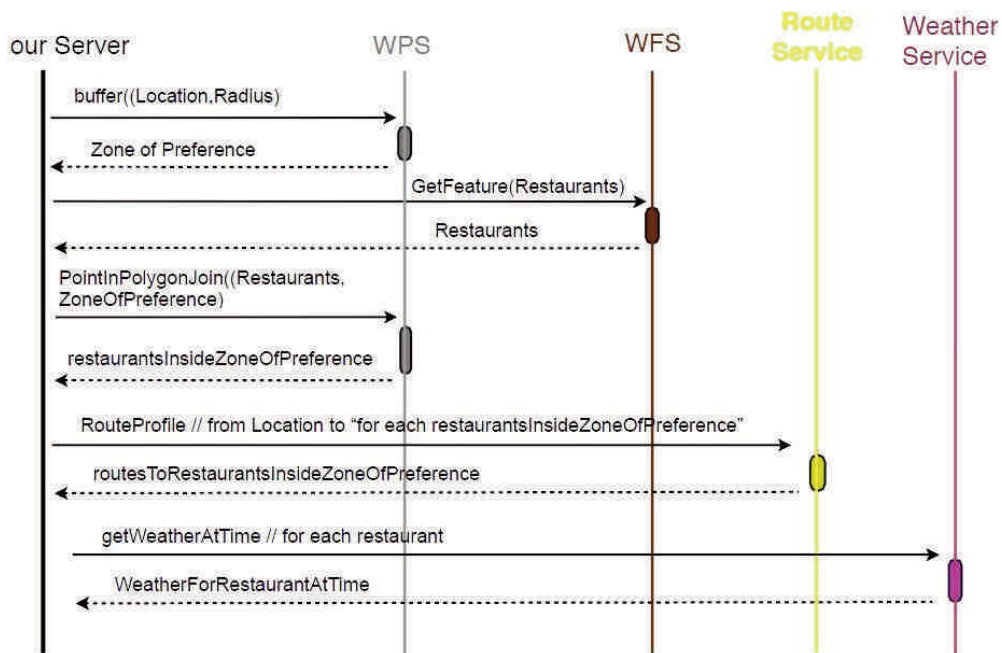 our Server
WPS
WFS
Route
Service
Weather
Service
buffer((Location,Radius)
Zone of Preference
GetFeature(Restaurants)
Restaurants
PointInPolygonJoin((Restaurants,
ZoneOfPreference)
restaurantsInsideZoneOfPreference
RouteProfile // from Location to “for each restaurantsInsideZoneOfPreference”
routesToRestaurantsInsideZoneOfPreference
getWeatherAtTime // for each restaurant
WeatherForRestaurantAtTime